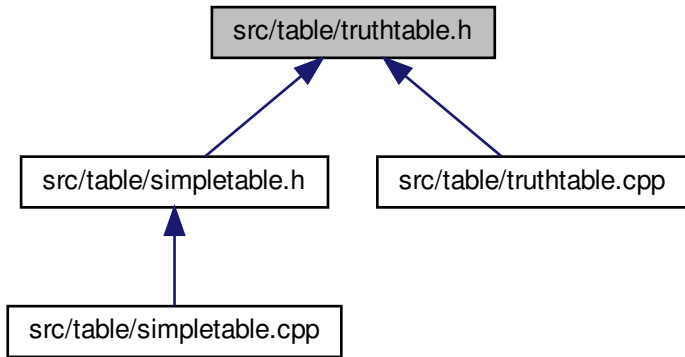 src/table/truthtable.h
src/table/simpletable.h
src/table/truthtable.cpp
src/table/simpletable.cpp